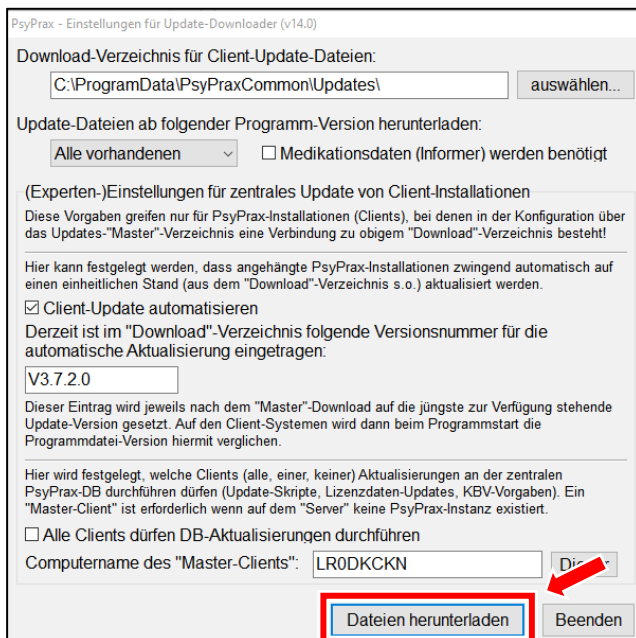 PsyPrax - Einstellungen für Update-Downloader (v14.0)
Download-Verzeichnis für Client-Update-Dateien:
C:\ProgramData\PsyPraxCommon\Updates\ auswählen...
Update-Dateien ab folgender Programm-Version herunterladen:
Alle vorhandenen Medikationsdaten (Informer) werden benötigt
(Experten-)Einstellungen für zentrales Update von Client-Installationen
Diese Vorgaben greifen nur für PsyPrax-Installationen (Clients), bei denen in der Konfiguration über
das Updates-"Master"-Verzeichnis eine Verbindung zu obigem "Download"-Verzeichnis besteht!
Hier kann festgelegt werden, dass angehängte PsyPrax-Installationen zwingend automatisch auf
einen einheitlichen Stand (aus dem "Download"-Verzeichnis s.o.) aktualisiert werden.
Client-Update automatisieren
Derzeit ist im "Download"-Verzeichnis folgende Versionsnummer für die
automatische Aktualisierung eingetragen:
V3.7.2.0
Dieser Eintrag wird jeweils nach dem "Master"-Download auf die jüngste zur Verfügung stehende
Update-Version gesetzt. Auf den Client-Systemen wird dann beim Programmstart die
Programmdatei-Version hiermit verglichen.
Hier wird festgelegt, welche Clients (alle, einer, keiner) Aktualisierungen an der zentralen
PsyPrax-DB durchführen dürfen (Update-Skripte, Lizenzdaten-Updates, KBV-Vorgaben). Ein
"Master-Client" ist erforderlich wenn auf dem "Server" keine PsyPrax-Instanz existiert.
Alle Clients dürfen DB-Aktualisierungen durchführen
Computername des "Master-Clients": LR0DKCKN
Dateien herunterladen Beenden